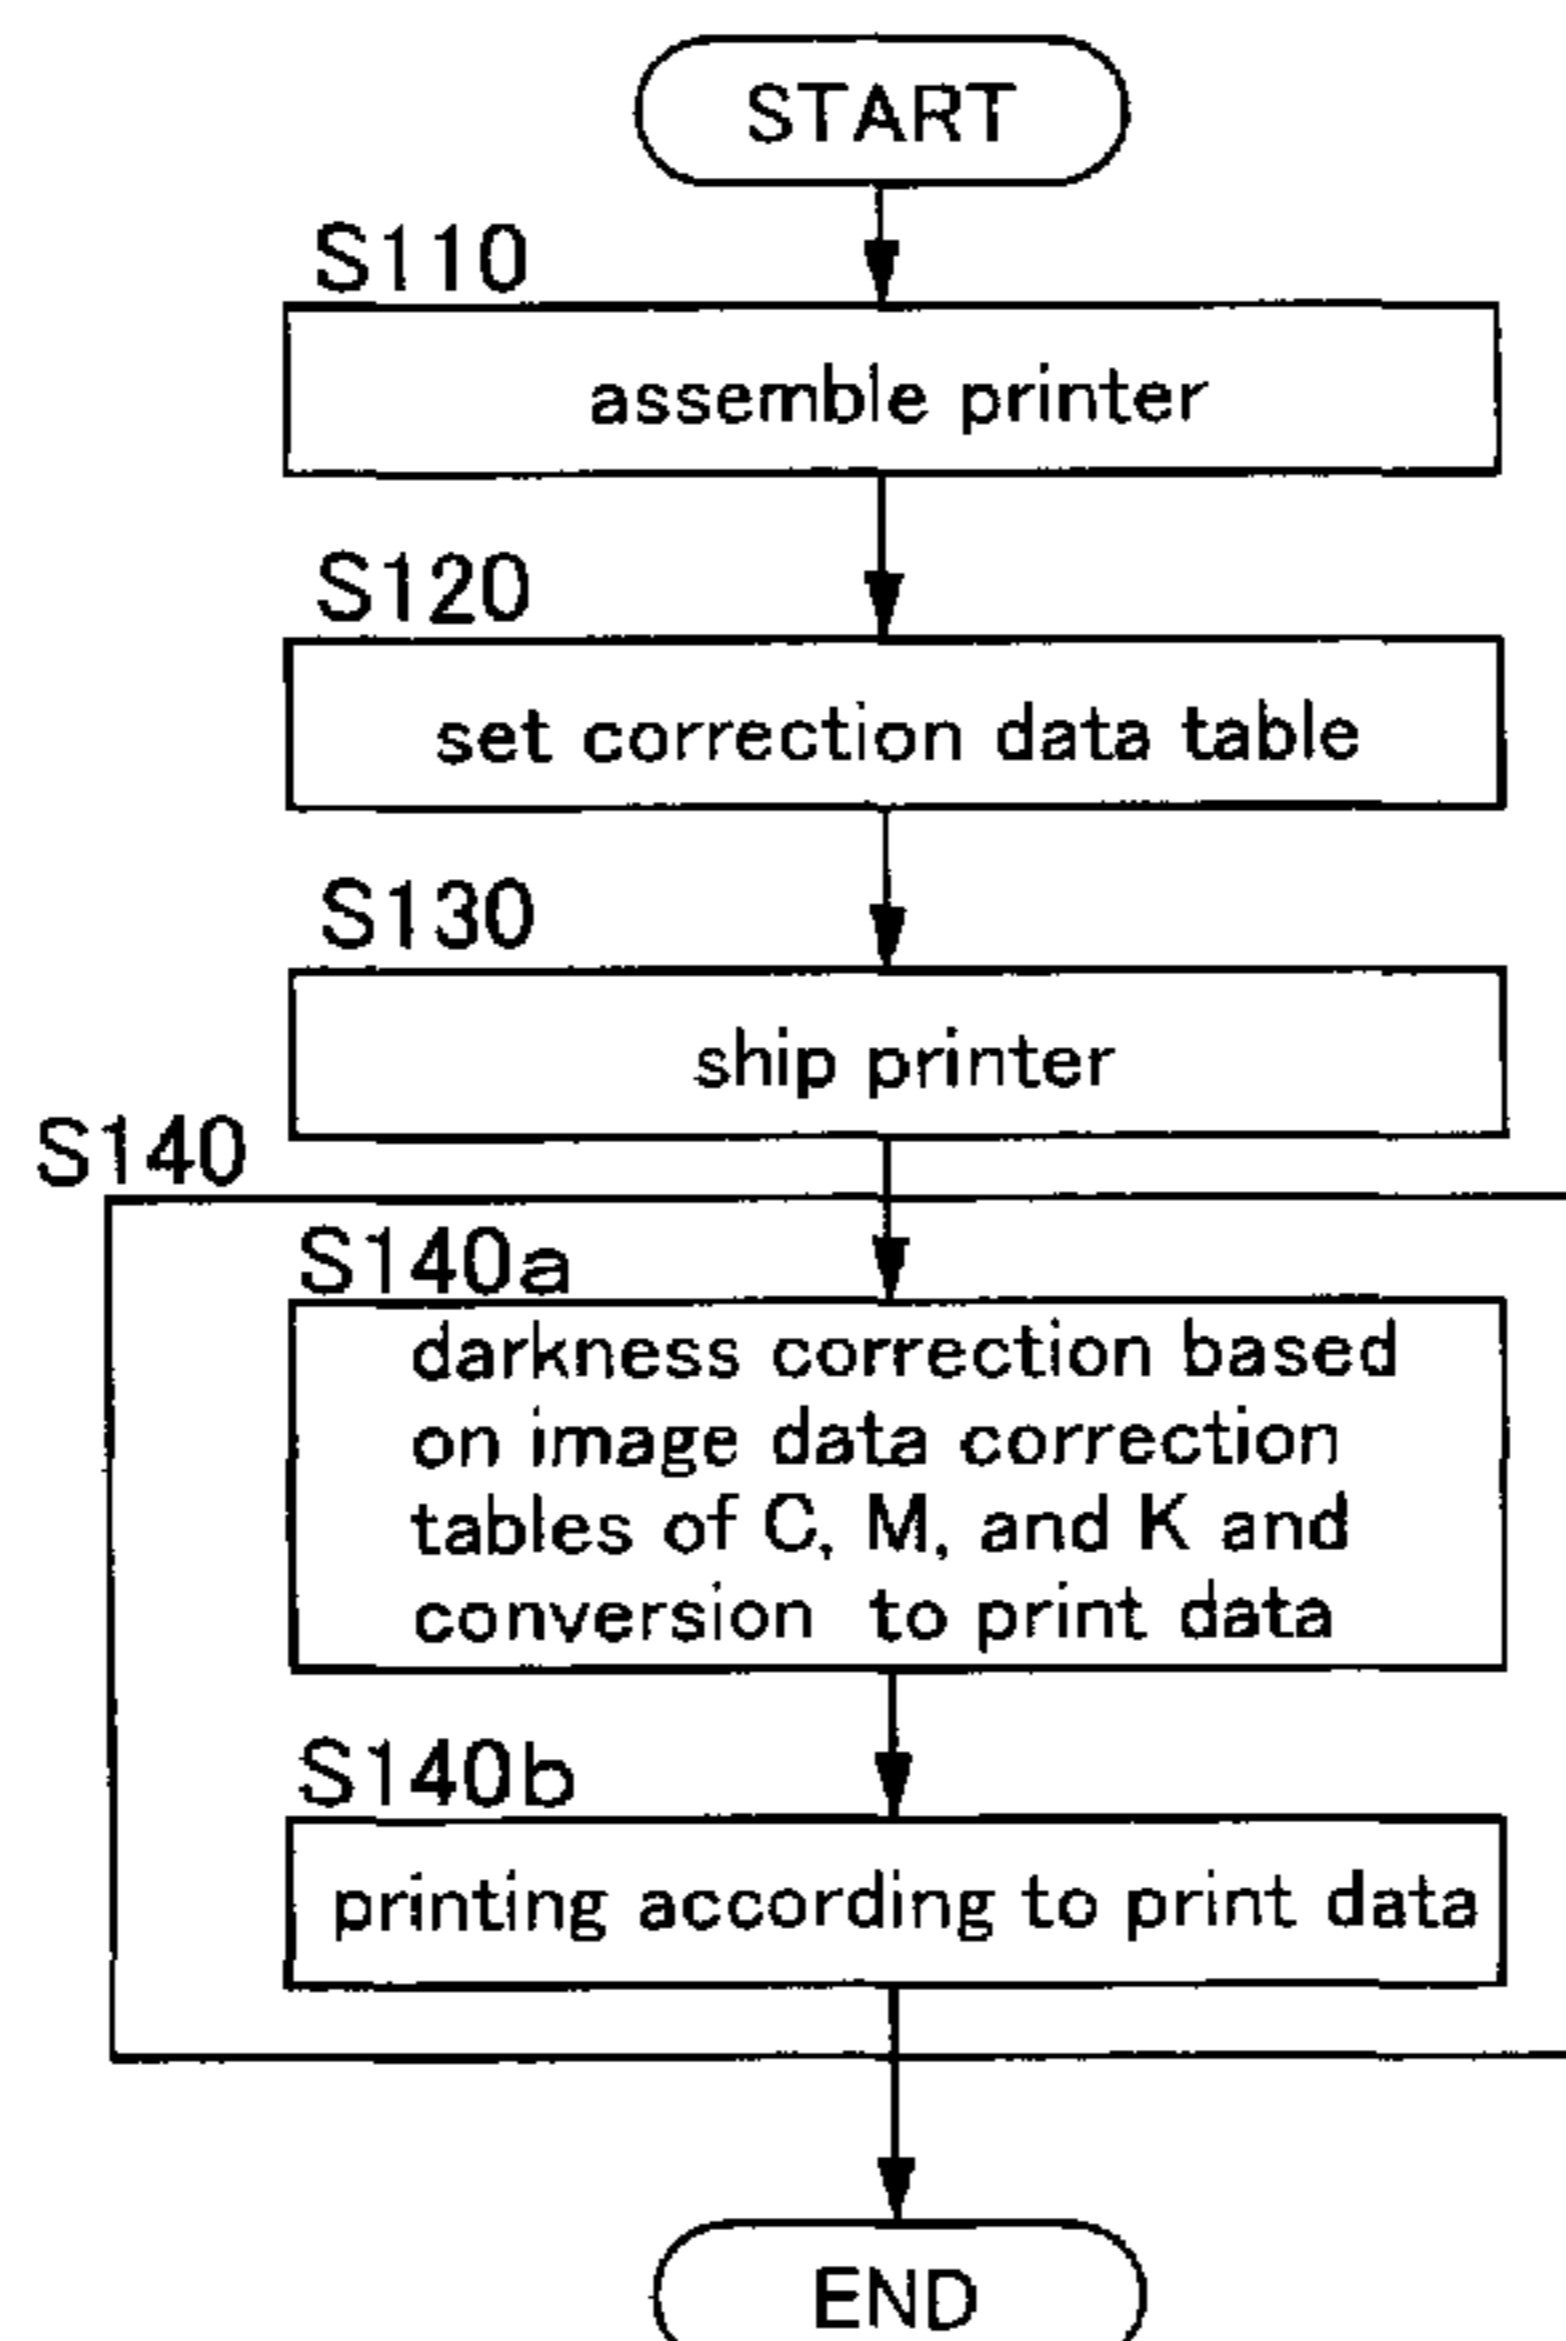 START
S110
assemble printer
S120
set correction data table
S130
ship printer
S140
S140a
darkness correction based
on image data correction
tables of C, M, and K and
conversion to print data
S140b
printing according to print data
END